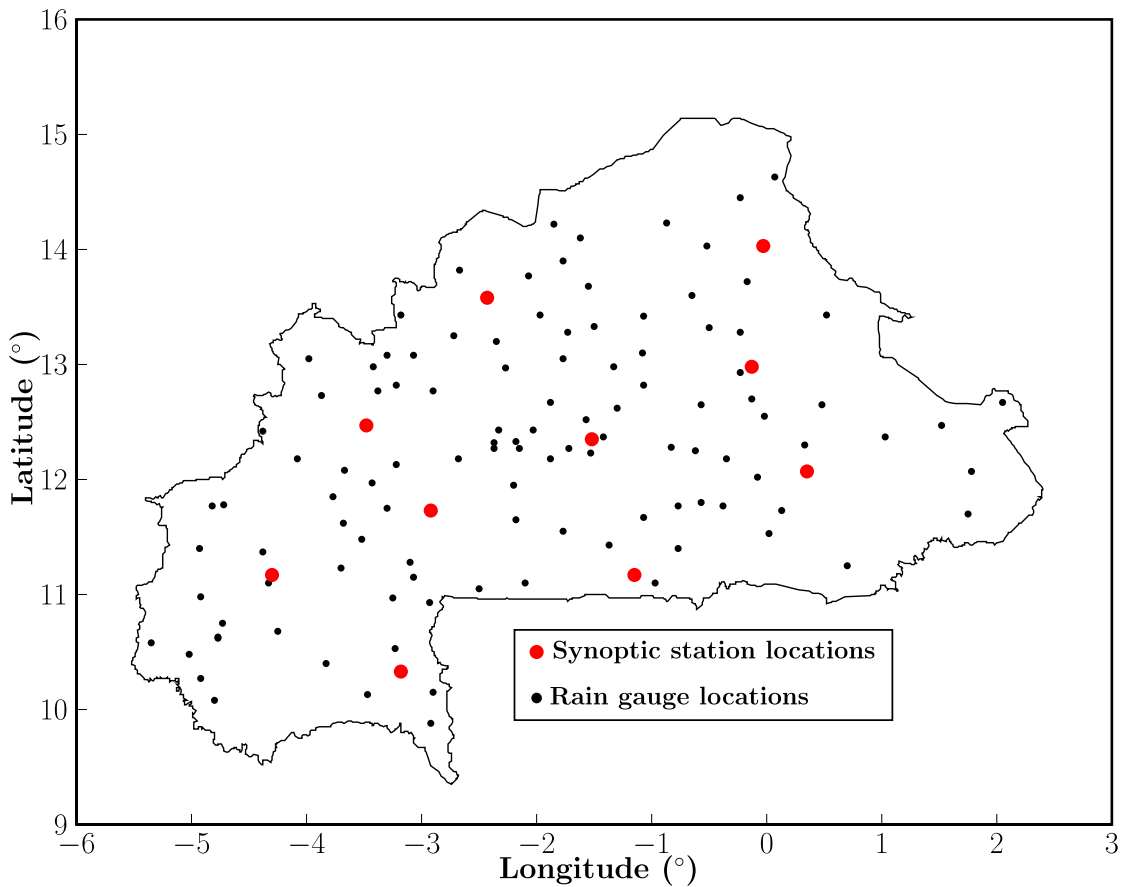 16
15
14
13
12
11
10
9
Latitude (°)
Synoptic station locations
Rain gauge locations
−6 −5 −4 −3 −2 −1 0 1 2 3
Longitude (°)